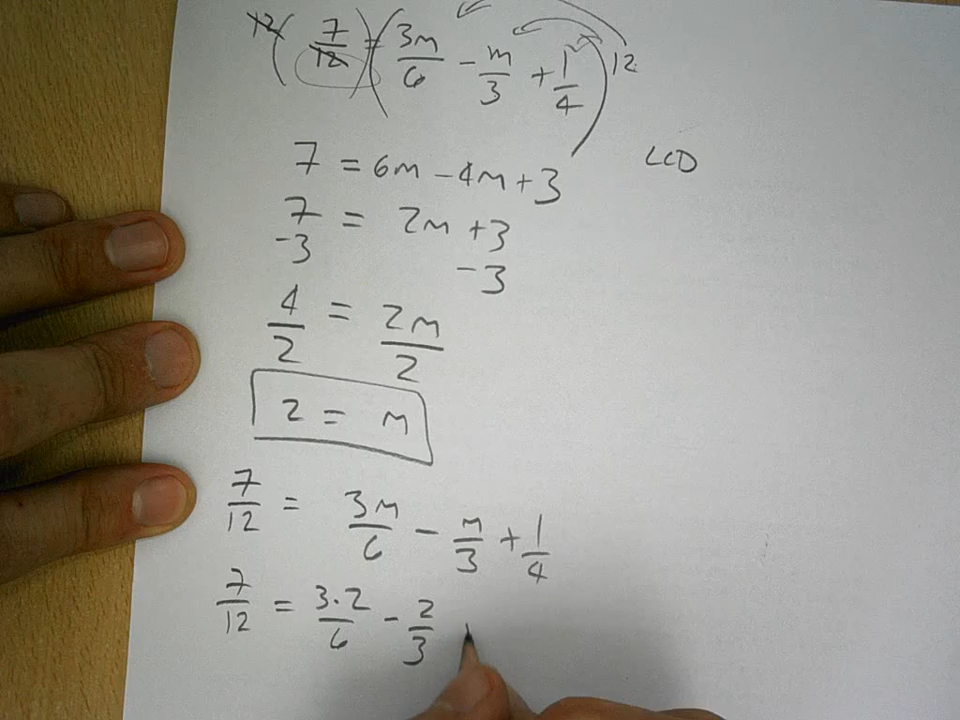 12( 7/12 ) = ( 3m/6 - m/3 + 1/4 ) 12
LCD
7 = 6m - 4m + 3
7 = 2m + 3
-3 -3
4/2 = 2m/2
2 = m
7/12 = 3m/6 - m/3 + 1/4
7/12 = 3·2/6 - 2/3